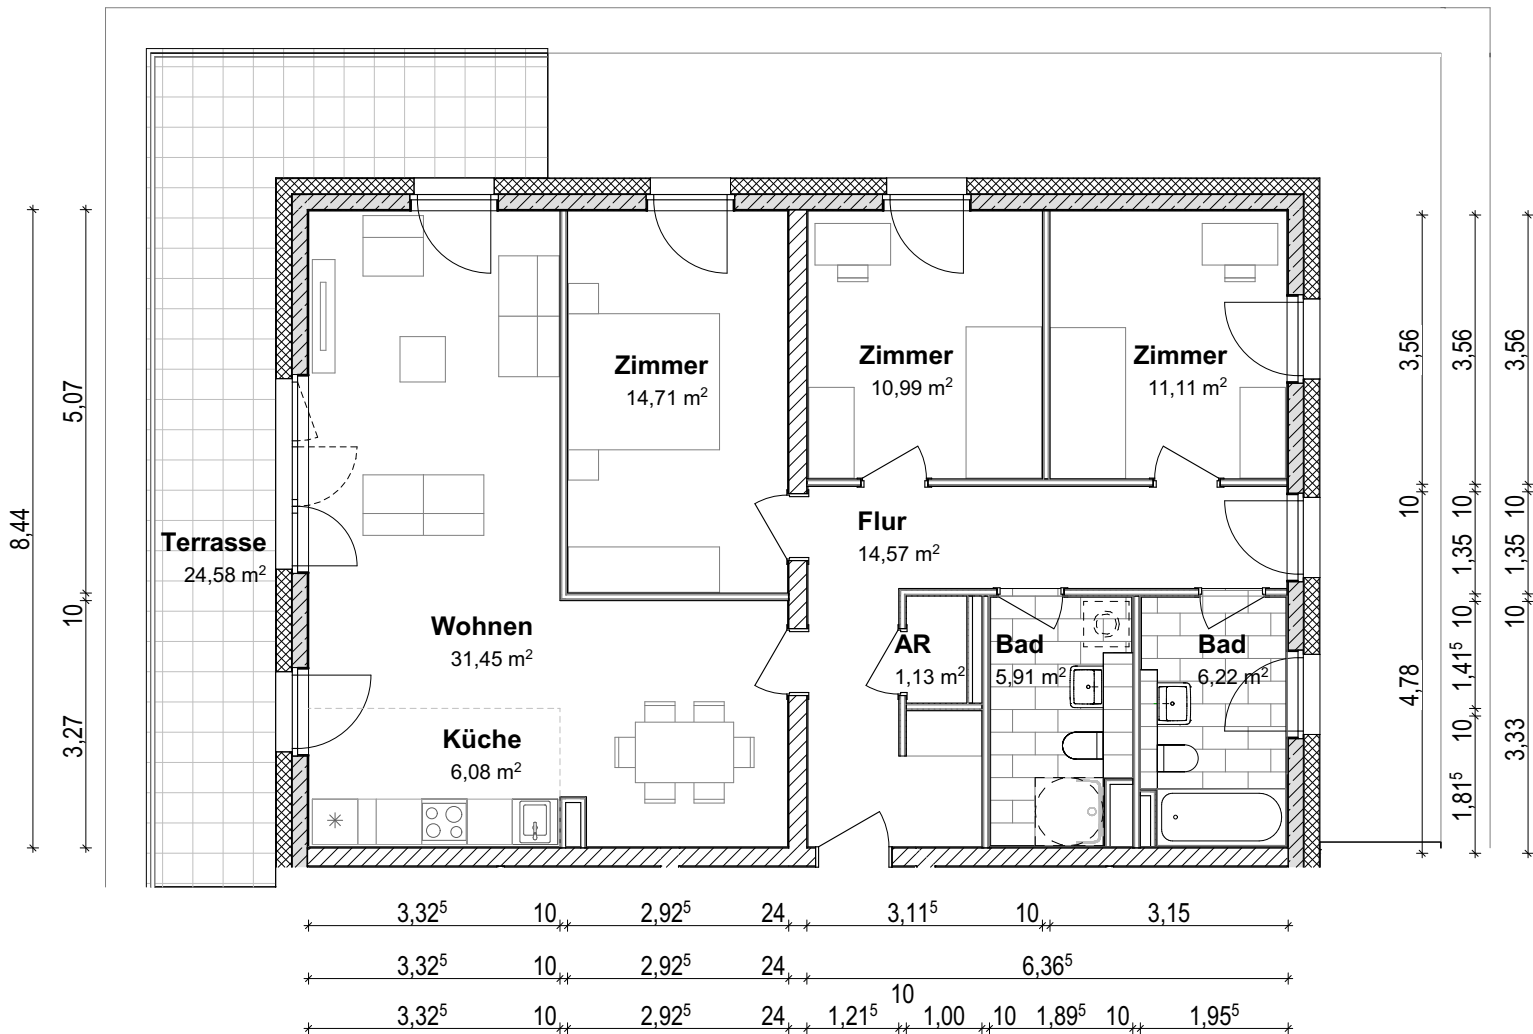 Zimmer
14,71 m²
Zimmer
10,99 m²
Zimmer
11,11 m²
Flur
14,57 m²
Terrasse
24,58 m²
Wohnen
31,45 m²
AR
1,13 m²
Bad
5,91 m²
Bad
6,22 m²
Küche
6,08 m²
8,44
5,07
10
3,27
3,56
10
4,78
3,56
10
1,35
10
1,41⁵
10
1,81⁵
3,56
10
1,35
10
3,33
3,32⁵ 10 2,92⁵ 24 3,11⁵ 10 3,15
3,32⁵ 10 2,92⁵ 24 6,36⁵
10
3,32⁵ 10 2,92⁵ 24 1,21⁵ 1,00 10 1,89⁵ 10 1,95⁵